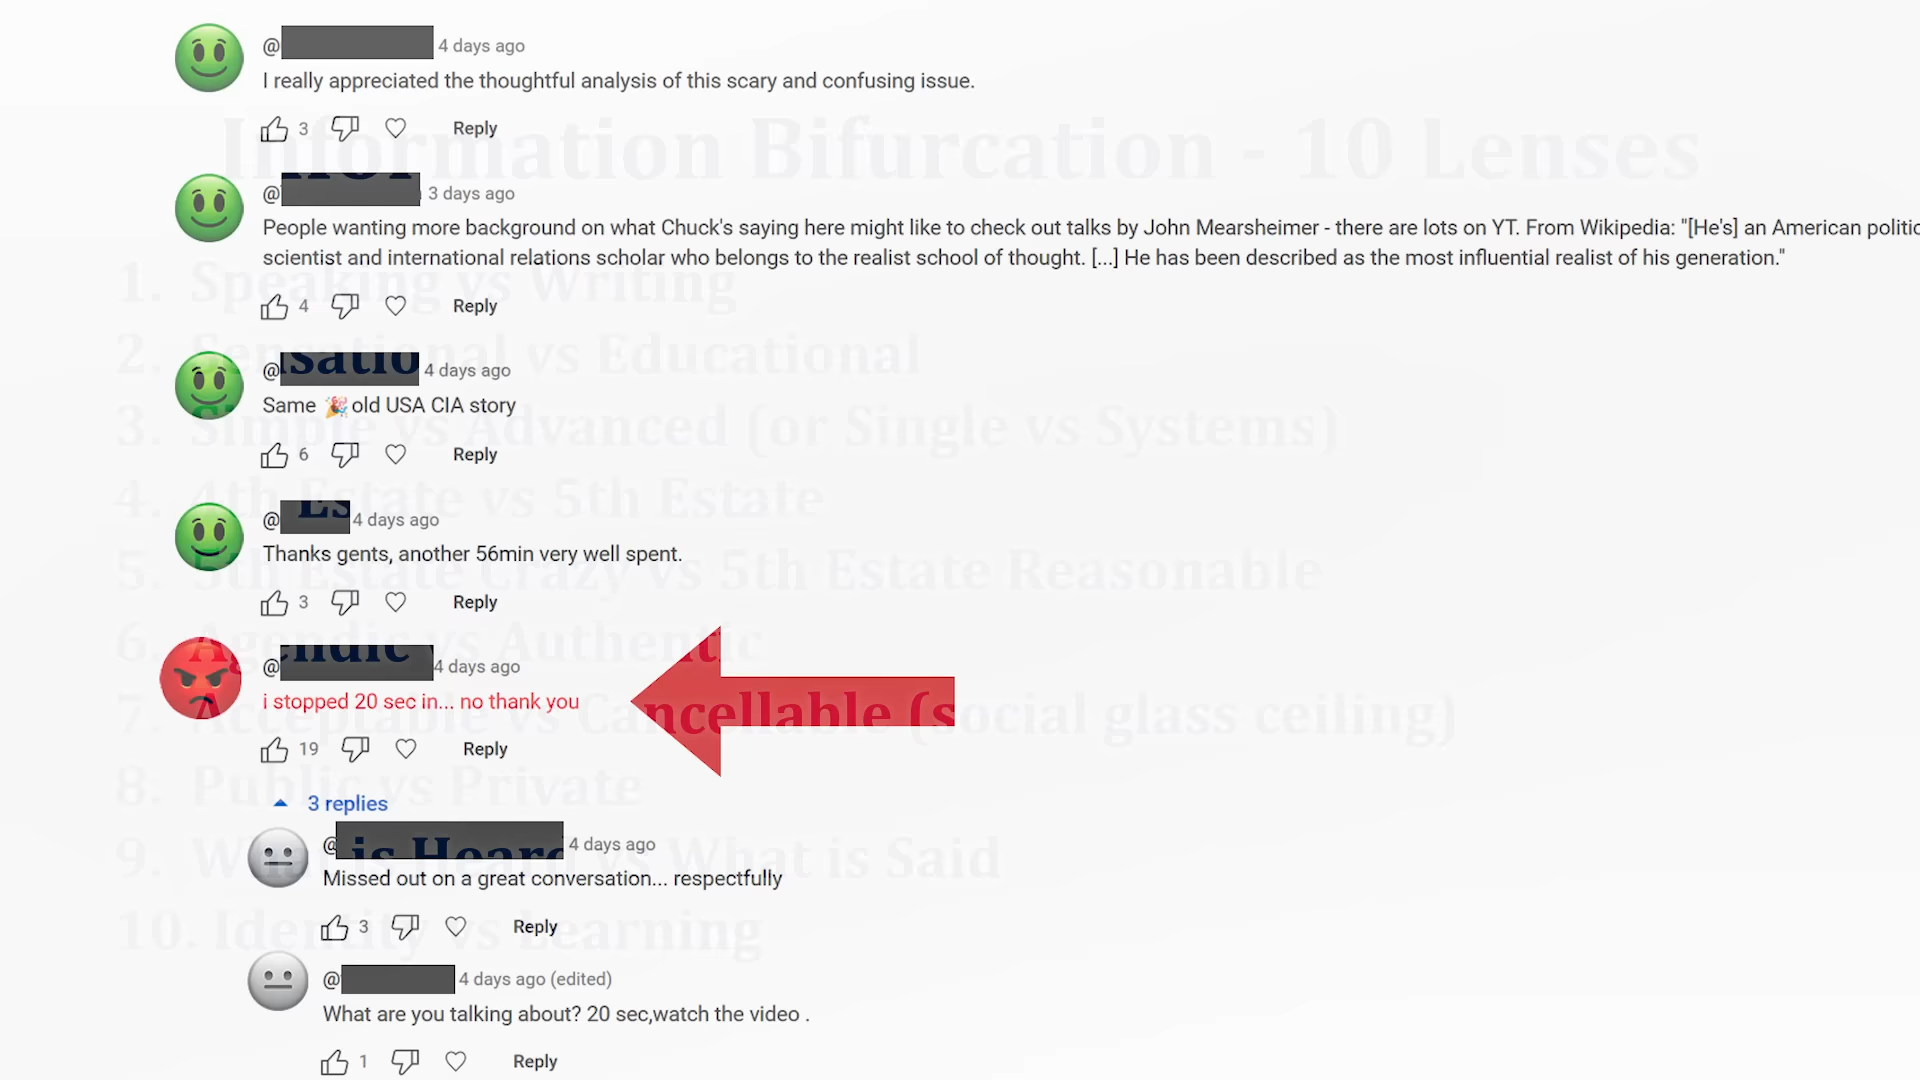 Information Bifurcation - 10 Lenses
1. Speaking vs Writing
2. Sensational vs Educational
3. Simple vs Advanced (or Single vs Systems)
4. 4th Estate vs 5th Estate
5. 5th Estate Crazy vs 5th Estate Reasonable
6. Agendic vs Authentic
7. Acceptable vs Cancellable (social glass ceiling)
8. Public vs Private
9. What is Heard vs What is Said
10. Identity vs Learning
@ 4 days ago
I really appreciated the thoughtful analysis of this scary and confusing issue.
3 Reply
@ 3 days ago
People wanting more background on what Chuck's saying here might like to check out talks by John Mearsheimer - there are lots on YT. From Wikipedia: "[He's] an American politic
scientist and international relations scholar who belongs to the realist school of thought. [...] He has been described as the most influential realist of his generation."
4 Reply
@ 4 days ago
Same 🎉 old USA CIA story
6 Reply
@ 4 days ago
Thanks gents, another 56min very well spent.
3 Reply
@ 4 days ago
i stopped 20 sec in... no thank you
19 Reply
3 replies
@ 4 days ago
Missed out on a great conversation... respectfully
3 Reply
@ 4 days ago (edited)
What are you talking about? 20 sec,watch the video .
1 Reply